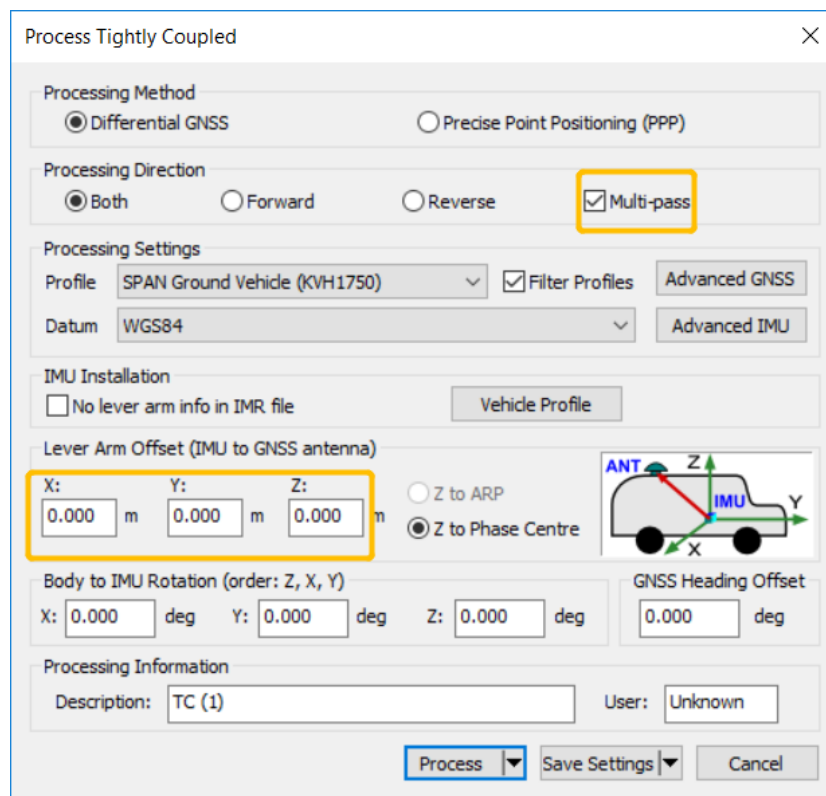 Process Tightly Coupled
Processing Method
Differential GNSS Precise Point Positioning (PPP)
Processing Direction
Both Forward Reverse Multi-pass
Processing Settings
Profile SPAN Ground Vehicle (KVH1750) Filter Profiles Advanced GNSS
Datum WGS84 Advanced IMU
IMU Installation
No lever arm info in IMR file Vehicle Profile
Lever Arm Offset (IMU to GNSS antenna)
X: Y: Z: Z to ARP
0.000 m 0.000 m 0.000 m Z to Phase Centre
ANT Z
IMU Y
X
Body to IMU Rotation (order: Z, X, Y) GNSS Heading Offset
X: 0.000 deg Y: 0.000 deg Z: 0.000 deg 0.000 deg
Processing Information
Description: TC (1) User: Unknown
Process Save Settings Cancel